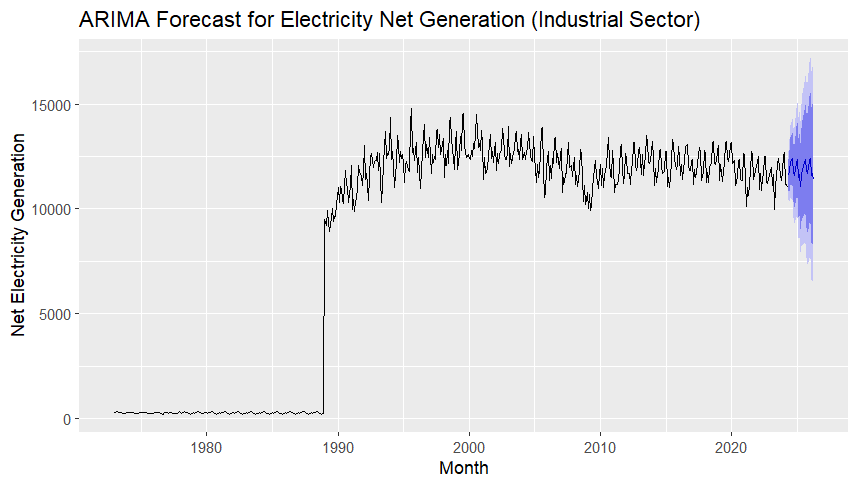 ARIMA Forecast for Electricity Net Generation (Industrial Sector)
Net Electricity Generation
15000
10000
5000
0
1980 1990 2000 2010 2020
Month